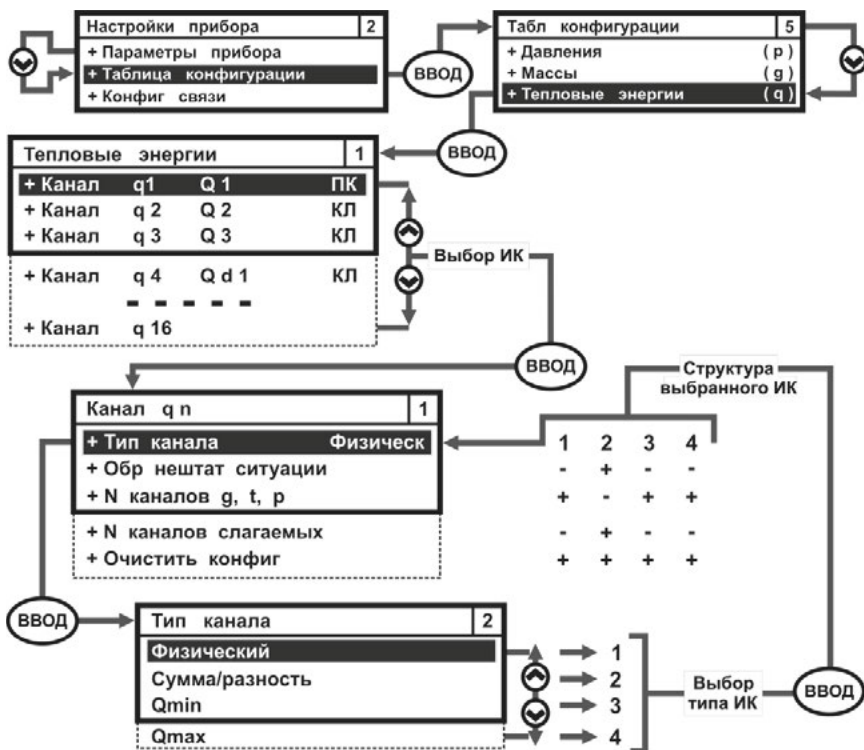 Настройки прибора 2
+ Параметры прибора
+ Таблица конфигурации
+ Конфиг связи
ВВОД
Табл конфигурации 5
+ Давления (p)
+ Массы (g)
+ Тепловые энергии (q)
ВВОД
Тепловые энергии 1
+ Канал q1 Q 1 ПК
+ Канал q 2 Q 2 КЛ
+ Канал q 3 Q 3 КЛ
+ Канал q 4 Q d 1 КЛ
- - - - -
+ Канал q 16
Выбор ИК
ВВОД
Канал q n 1
+ Тип канала Физическ
+ Обр нештат ситуации
+ N каналов g, t, p
+ N каналов слагаемых
+ Очистить конфиг
Структура
выбранного ИК
1 2 3 4
- + - -
+ - + +
- + - -
+ + + +
ВВОД
Тип канала 2
Физический
Сумма/разность
Qmin
Qmax
1
2
3
4
Выбор
типа ИК
ВВОД